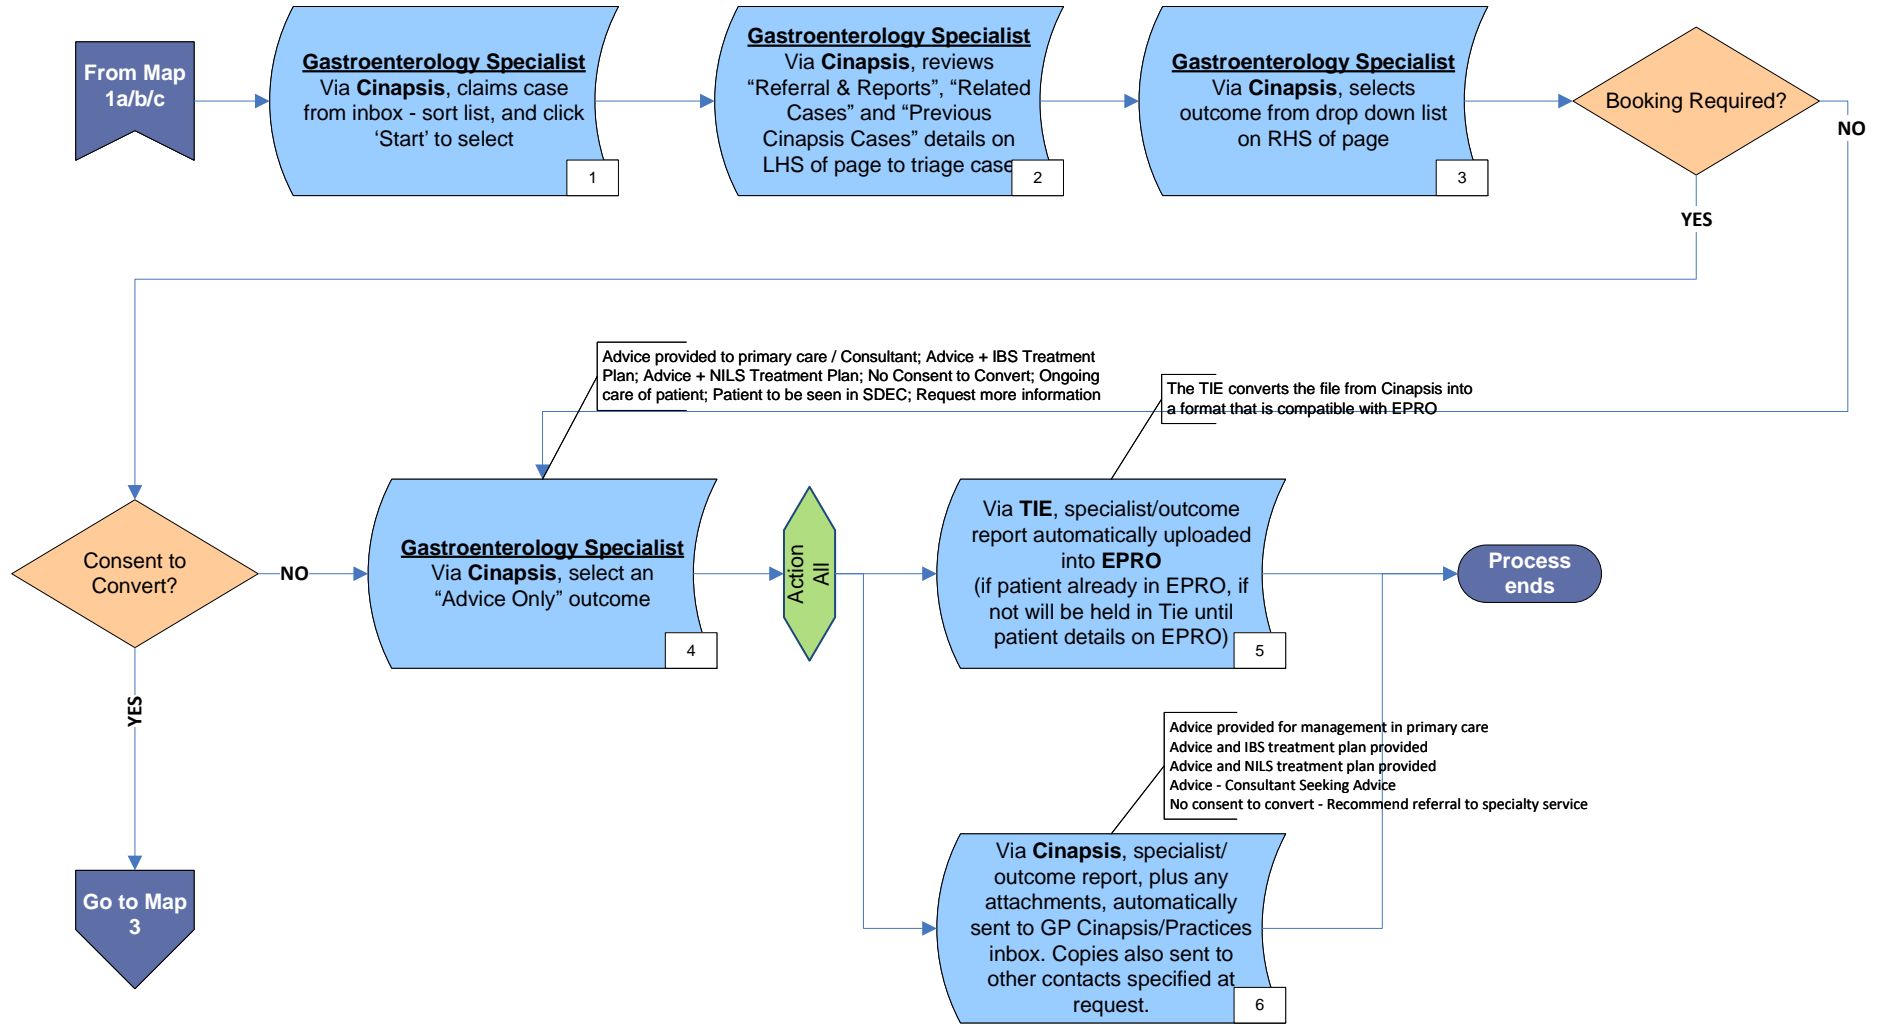 From Map
1a/b/c
Gastroenterology Specialist
Via Cinapsis, claims case
from inbox - sort list, and click
‘Start’ to select
1
Gastroenterology Specialist
Via Cinapsis, reviews
“Referral & Reports”, “Related
Cases” and “Previous
Cinapsis Cases” details on
LHS of page to triage case
2
Gastroenterology Specialist
Via Cinapsis, selects
outcome from drop down list
on RHS of page
3
Booking Required?
NO
YES
Advice provided to primary care / Consultant; Advice + IBS Treatment
Plan; Advice + NILS Treatment Plan; No Consent to Convert; Ongoing
care of patient; Patient to be seen in SDEC; Request more information
The TIE converts the file from Cinapsis into
a format that is compatible with EPRO
Consent to
Convert?
NO
YES
Gastroenterology Specialist
Via Cinapsis, select an
“Advice Only” outcome
4
Action
All
Via TIE, specialist/outcome
report automatically uploaded
into EPRO
(if patient already in EPRO, if
not will be held in Tie until
patient details on EPRO)
5
Process
ends
Advice provided for management in primary care
Advice and IBS treatment plan provided
Advice and NILS treatment plan provided
Advice - Consultant Seeking Advice
No consent to convert - Recommend referral to specialty service
Via Cinapsis, specialist/
outcome report, plus any
attachments, automatically
sent to GP Cinapsis/Practices
inbox. Copies also sent to
other contacts specified at
request.
6
Go to Map
3